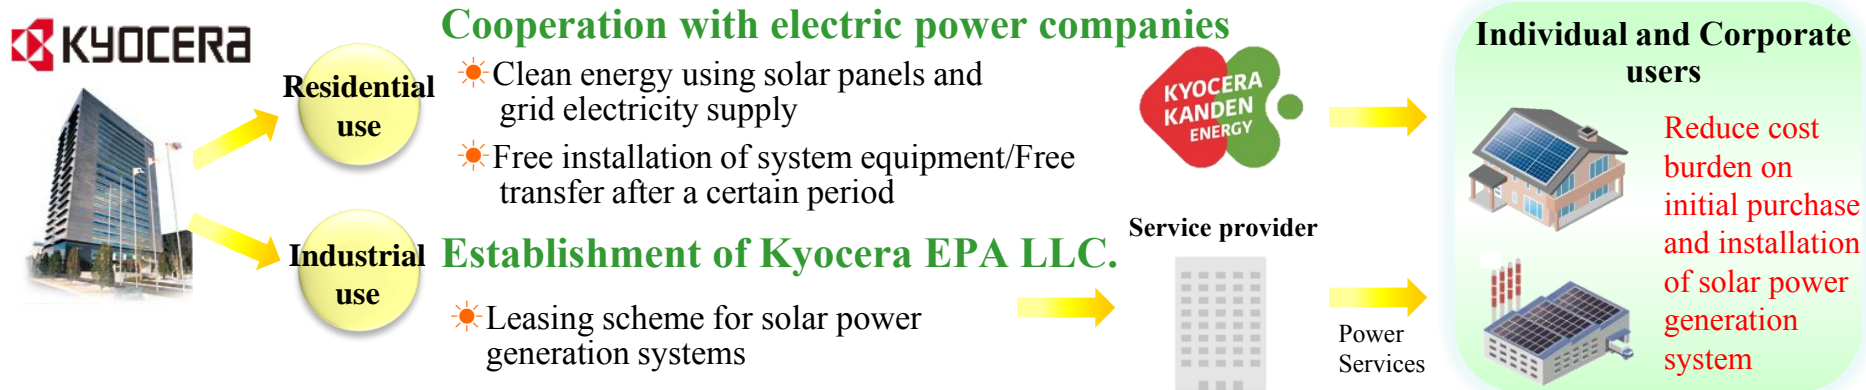 KYOCERA
Cooperation with electric power companies
Residential
use
Clean energy using solar panels and
grid electricity supply
Free installation of system equipment/Free
transfer after a certain period
KYOCERA
KANDEN
ENERGY
Industrial
use
Establishment of Kyocera EPA LLC.
Leasing scheme for solar power
generation systems
Service provider
Power
Services
Individual and Corporate
users
Reduce cost
burden on
initial purchase
and installation
of solar power
generation
system